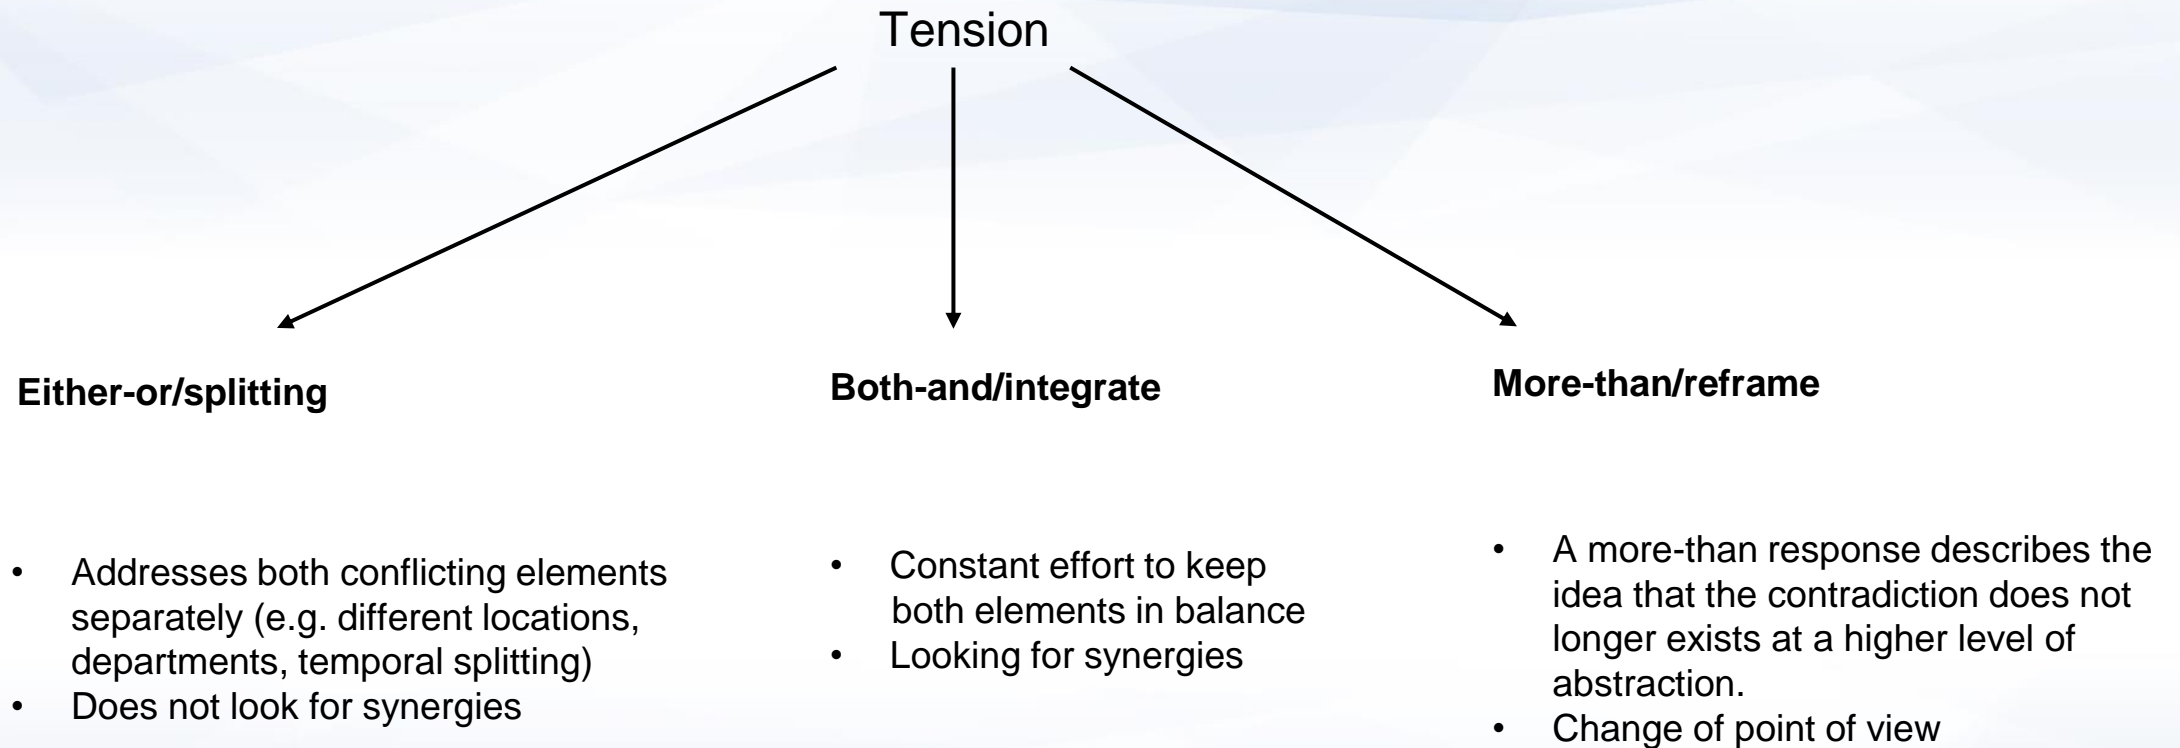 Tension
Either-or/splitting
• Addresses both conflicting elements
separately (e.g. different locations,
departments, temporal splitting)
• Does not look for synergies
Both-and/integrate
• Constant effort to keep
both elements in balance
• Looking for synergies
More-than/reframe
• A more-than response describes the
idea that the contradiction does not
longer exists at a higher level of
abstraction.
• Change of point of view